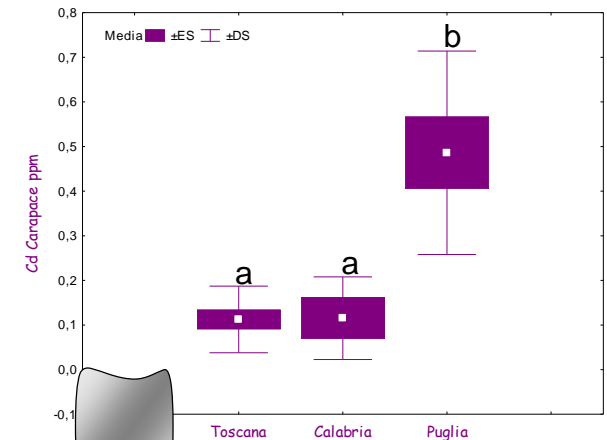 0,8
0,7
0,6
0,5
0,4
0,3
0,2
0,1
0,0
-0,1
Cd Carapace ppm
Media ±ES ±DS
a
a
b
Toscana Calabria Puglia